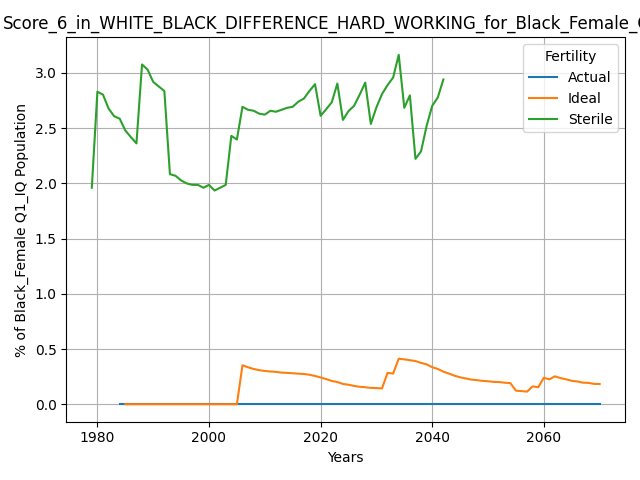 Score_6_in_WHITE_BLACK_DIFFERENCE_HARD_WORKING_for_Black_Female_
Fertility
Actual
Ideal
Sterile
% of Black_Female Q1_IQ Population
3.0
2.5
2.0
1.5
1.0
0.5
0.0
1980 2000 2020 2040 2060
Years